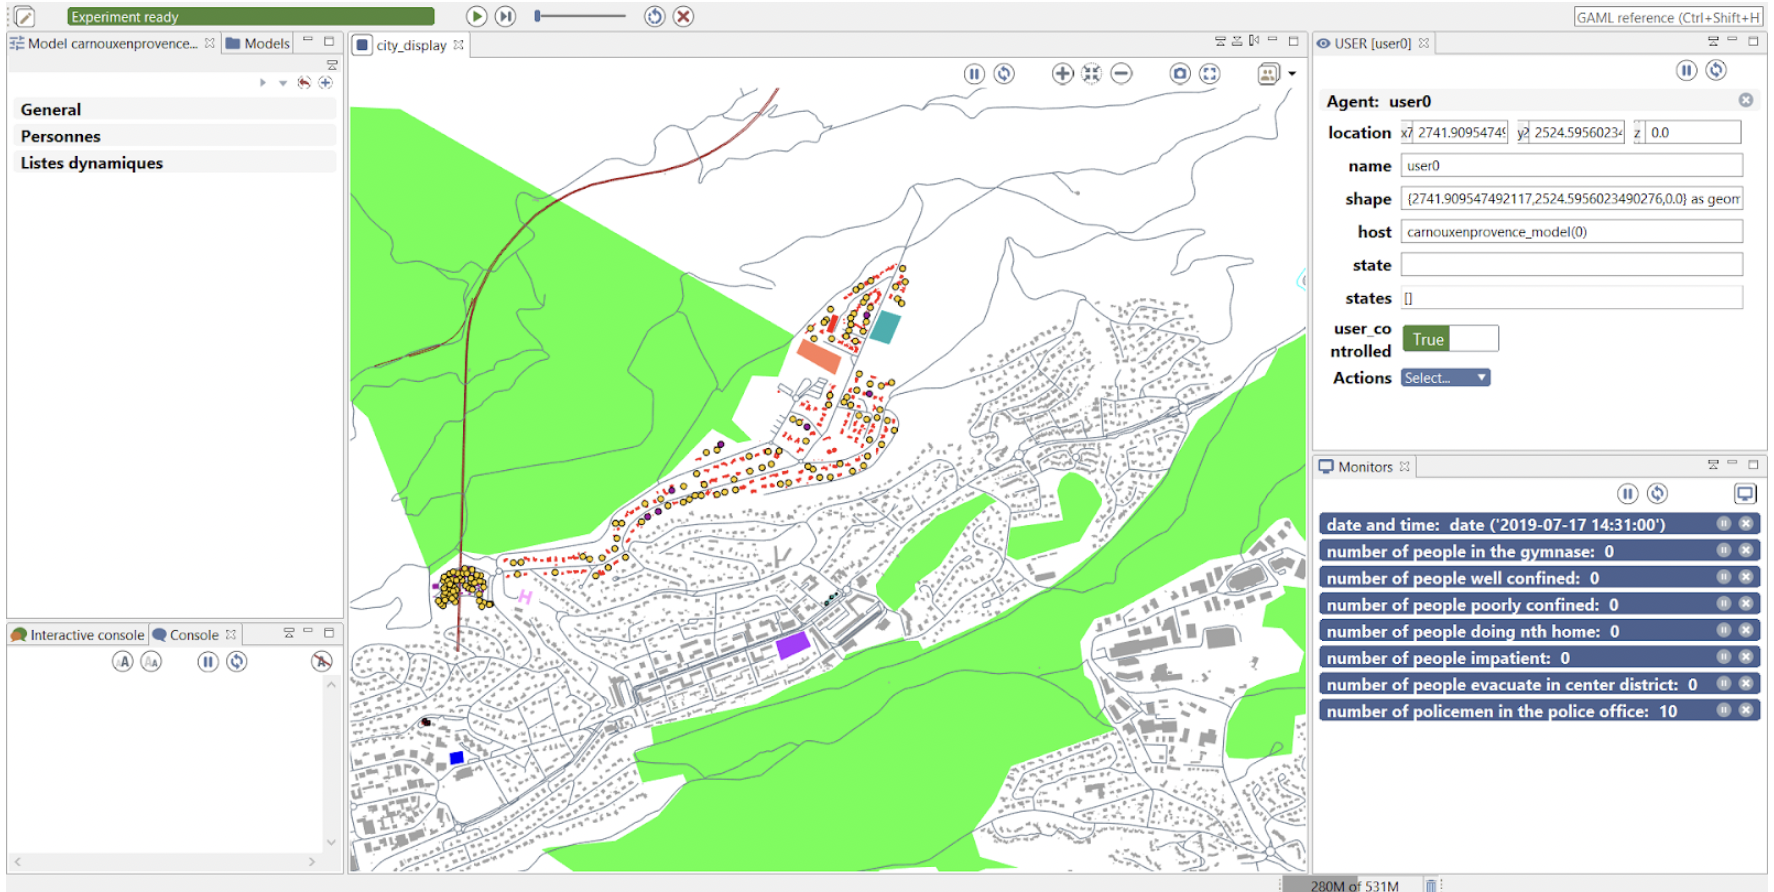 Experiment ready
GAML reference (Ctrl+Shift+H
Model carnouxenprovence...
Models
General
Personnes
Listes dynamiques
Interactive console
Console
city_display
H
USER [user0]
Agent: user0
location 2741.90954749 2524.5956023 z 0.0
name user0
shape {2741.909547492117,2524.5956023490276,0.0} as geom
host carnouxenprovence_model(0)
state
states []
user_co
ntrolled
True
Actions Select...
Monitors
date and time: date ('2019-07-17 14:31:00')
number of people in the gymnase: 0
number of people well confined: 0
number of people poorly confined: 0
number of people doing nth home: 0
number of people impatient: 0
number of people evacuate in center district: 0
number of policemen in the police office: 10
280M of 531M